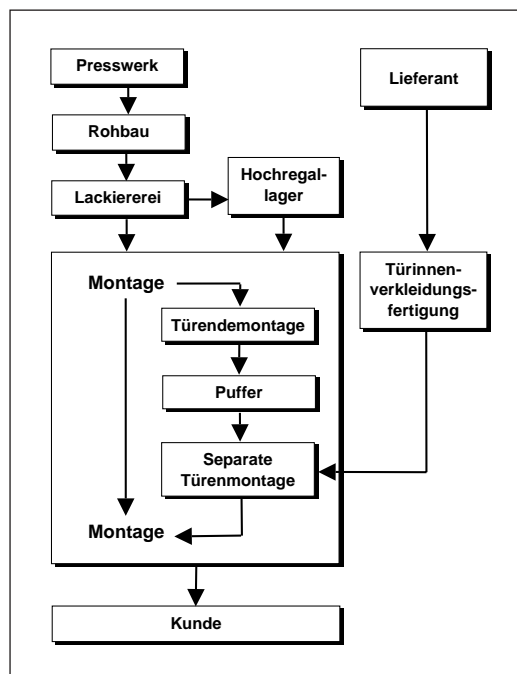 Presswerk
Lieferant
Rohbau
Lackiererei
Hochregal-
lager
Türinnen-
verkleidungs-
fertigung
Montage
Türendemontage
Puffer
Separate
Türenmontage
Montage
Kunde